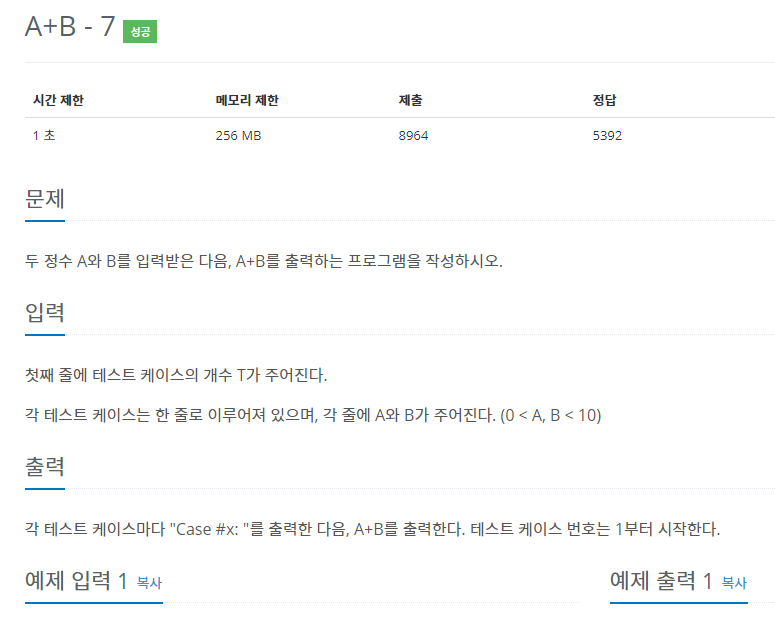 A+B - 7 성공
시간 제한 메모리 제한 제출 정답
1 초 256 MB 8964 5392
문제
두 정수 A와 B를 입력받은 다음, A+B를 출력하는 프로그램을 작성하시오.
입력
첫째 줄에 테스트 케이스의 개수 T가 주어진다.
각 테스트 케이스는 한 줄로 이루어져 있으며, 각 줄에 A와 B가 주어진다. (0 < A, B < 10)
출력
각 테스트 케이스마다 "Case #x: "를 출력한 다음, A+B를 출력한다. 테스트 케이스 번호는 1부터 시작한다.
예제 입력 1 복사 예제 출력 1 복사